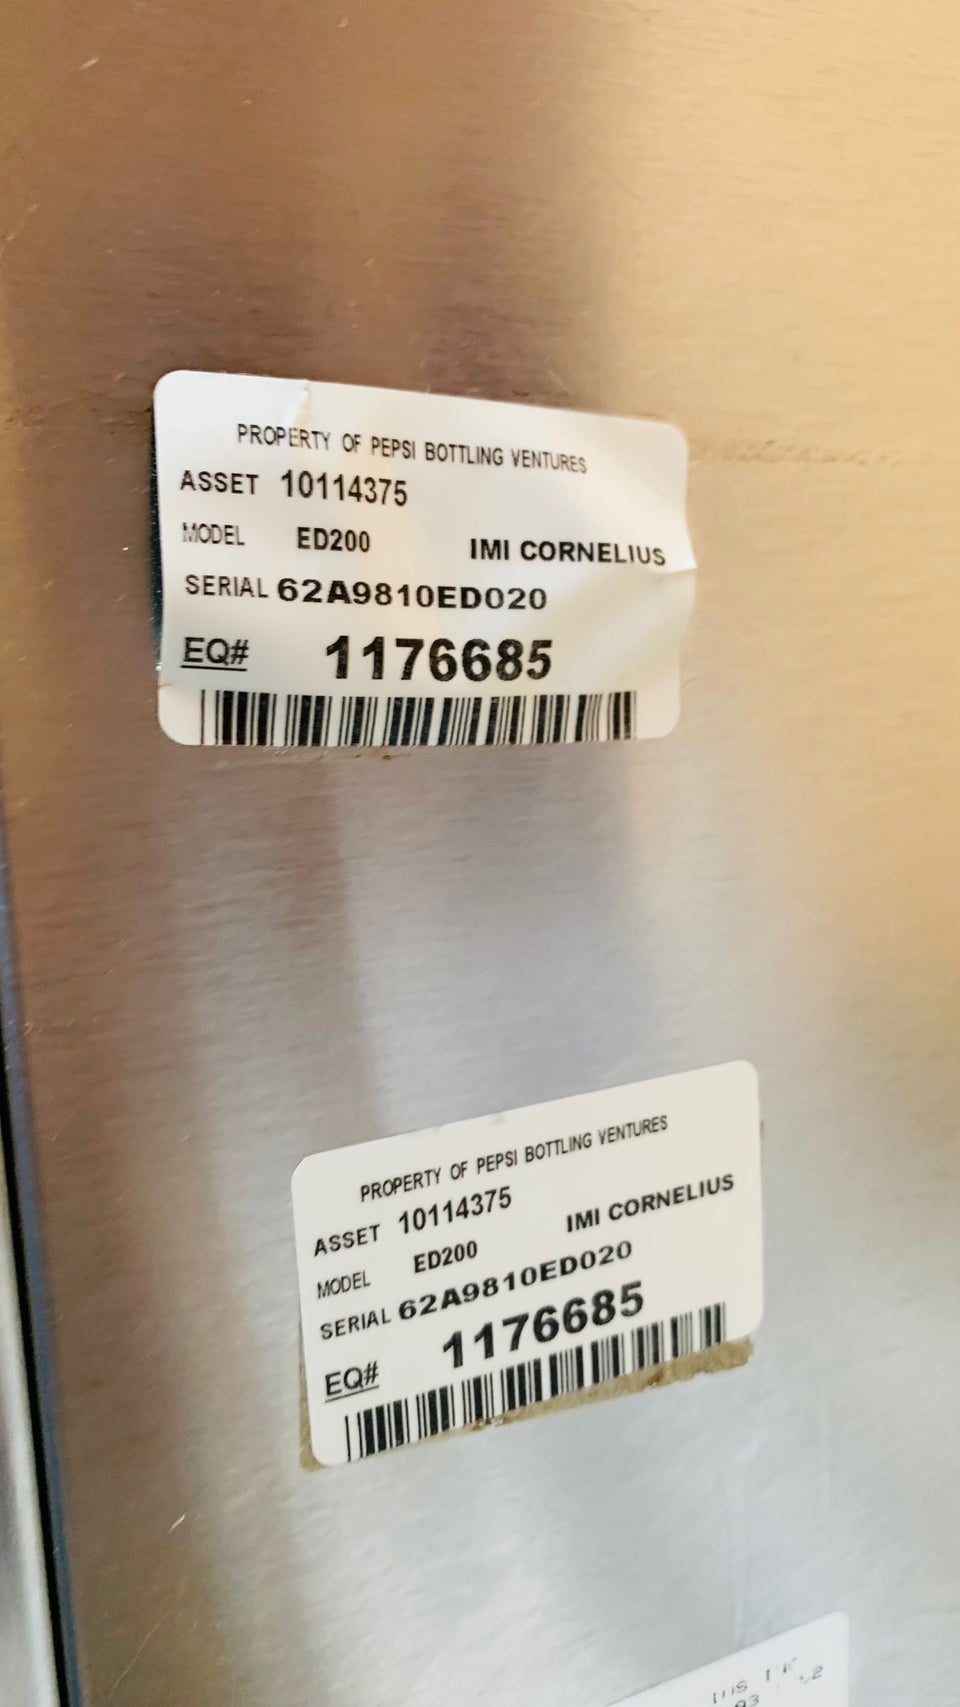 PROPERTY OF PEPSI BOTTLING VENTURES
ASSET 10114375
MODEL ED200 IMI CORNELIUS
SERIAL 62A9810ED020
EQ# 1176685
PROPERTY OF PEPSI BOTTLING VENTURES
ASSET 10114375
MODEL ED200 IMI CORNELIUS
SERIAL 62A9810ED020
EQ# 1176685